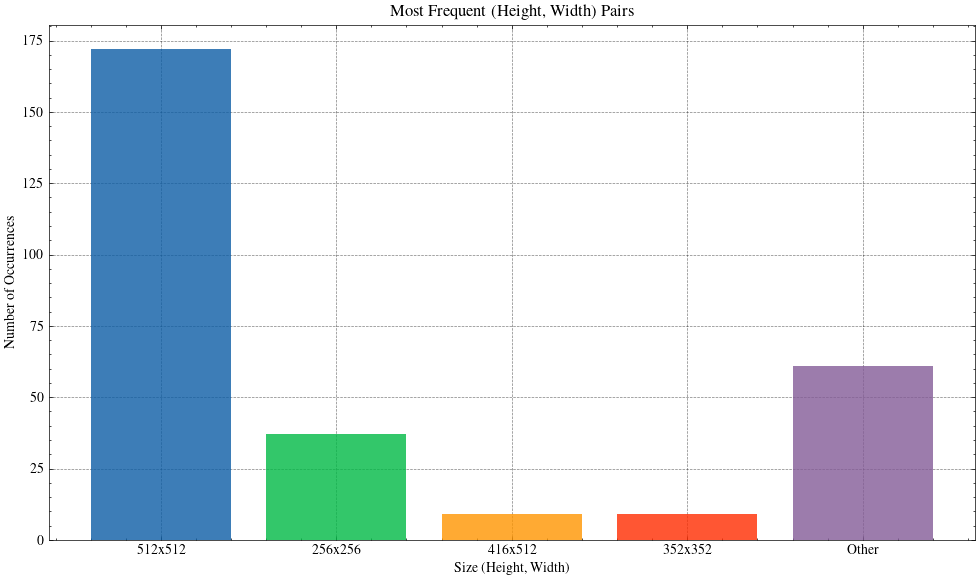 Most Frequent (Height, Width) Pairs
Number of Occurrences
175
150
125
100
75
50
25
0
512x512 256x256 416x512 352x352 Other
Size (Height, Width)